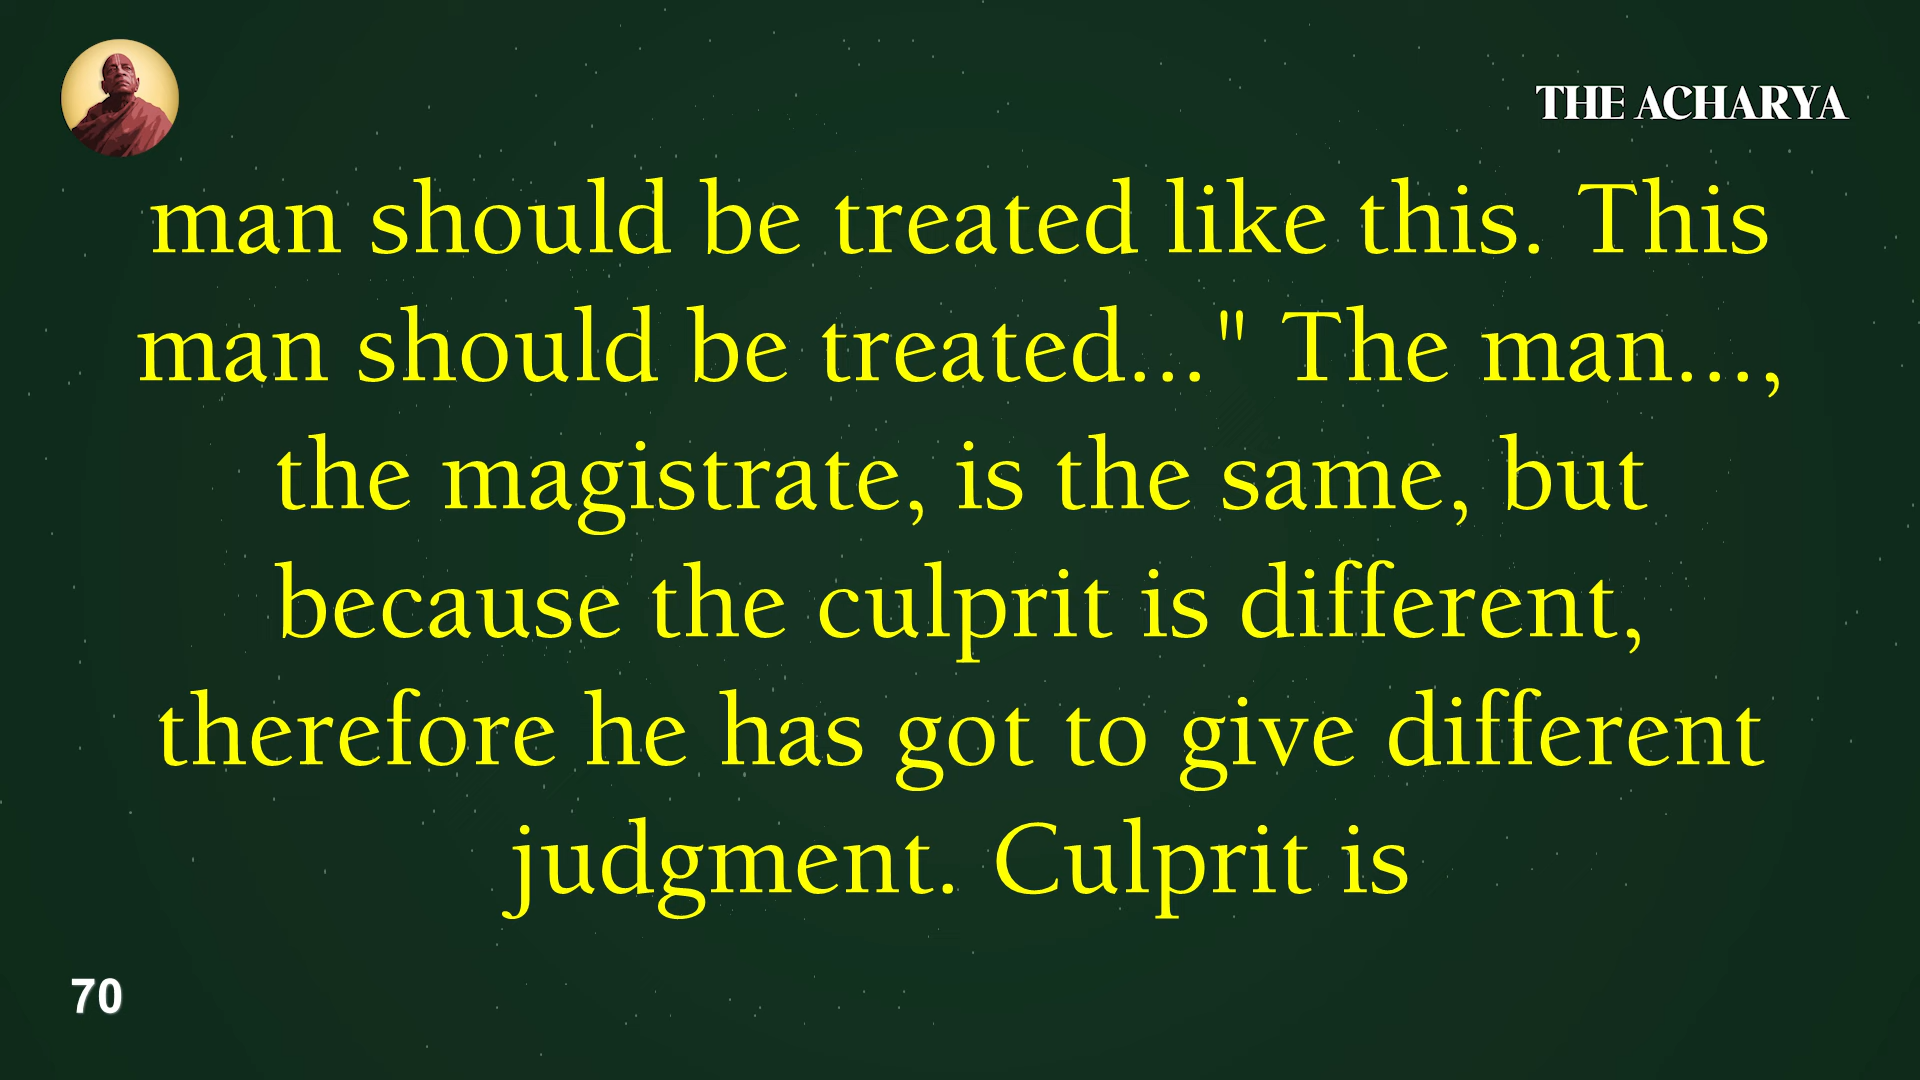 THE ACHARYA
man should be treated like this. This
man should be treated..." The man...,
the magistrate, is the same, but
because the culprit is different,
therefore he has got to give different
judgment. Culprit is
70